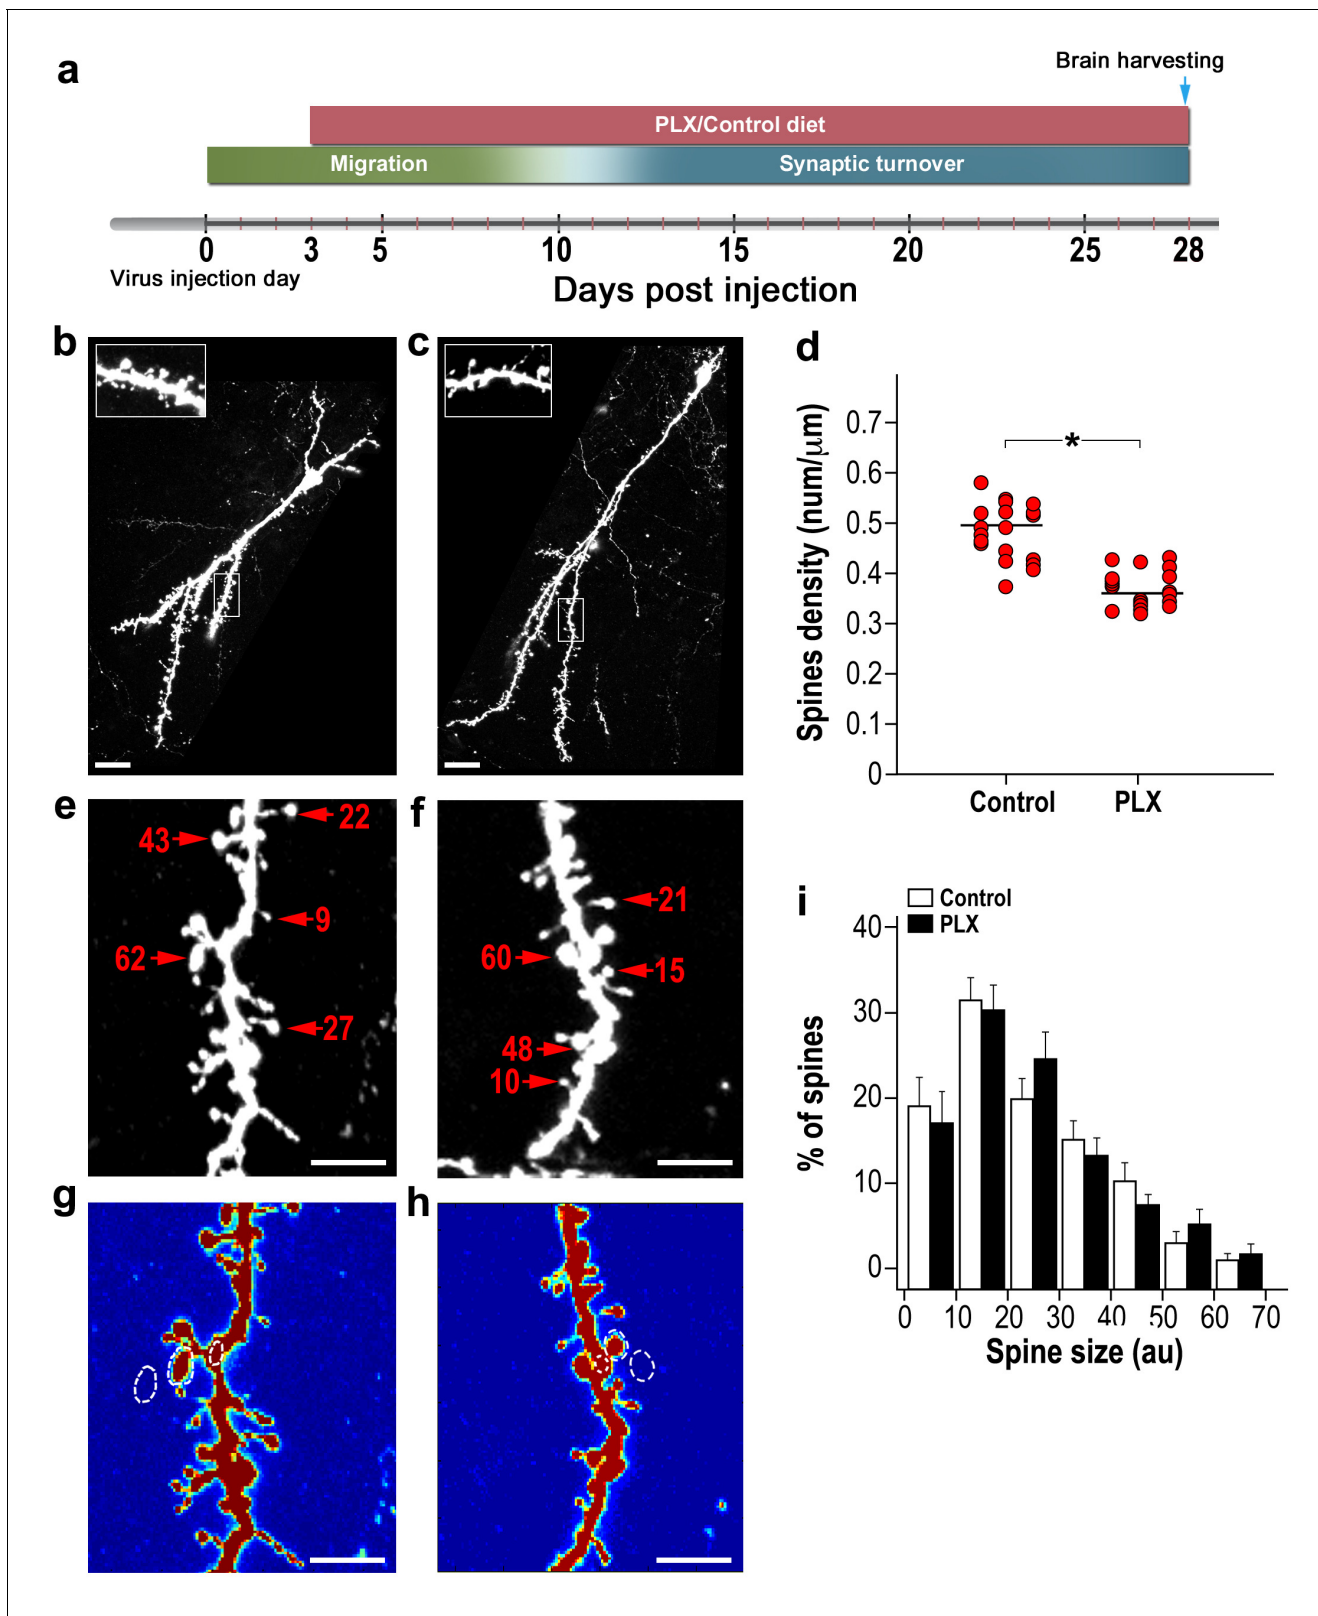 a
Brain harvesting
PLX/Control diet
Migration
Synaptic turnover
0 3 5 10 15 20 25 28
Virus injection day
Days post injection
b
c
d
Spines density (num/μm)
0.7
0.6
0.5
0.4
0.3
0.2
0.1
0
*
Control PLX
e
22
43
9
62
27
f
21
60
15
48
10
g
h
i
Control
PLX
% of spines
40
30
20
10
0
0 10 20 30 40 50 60 70
Spine size (au)